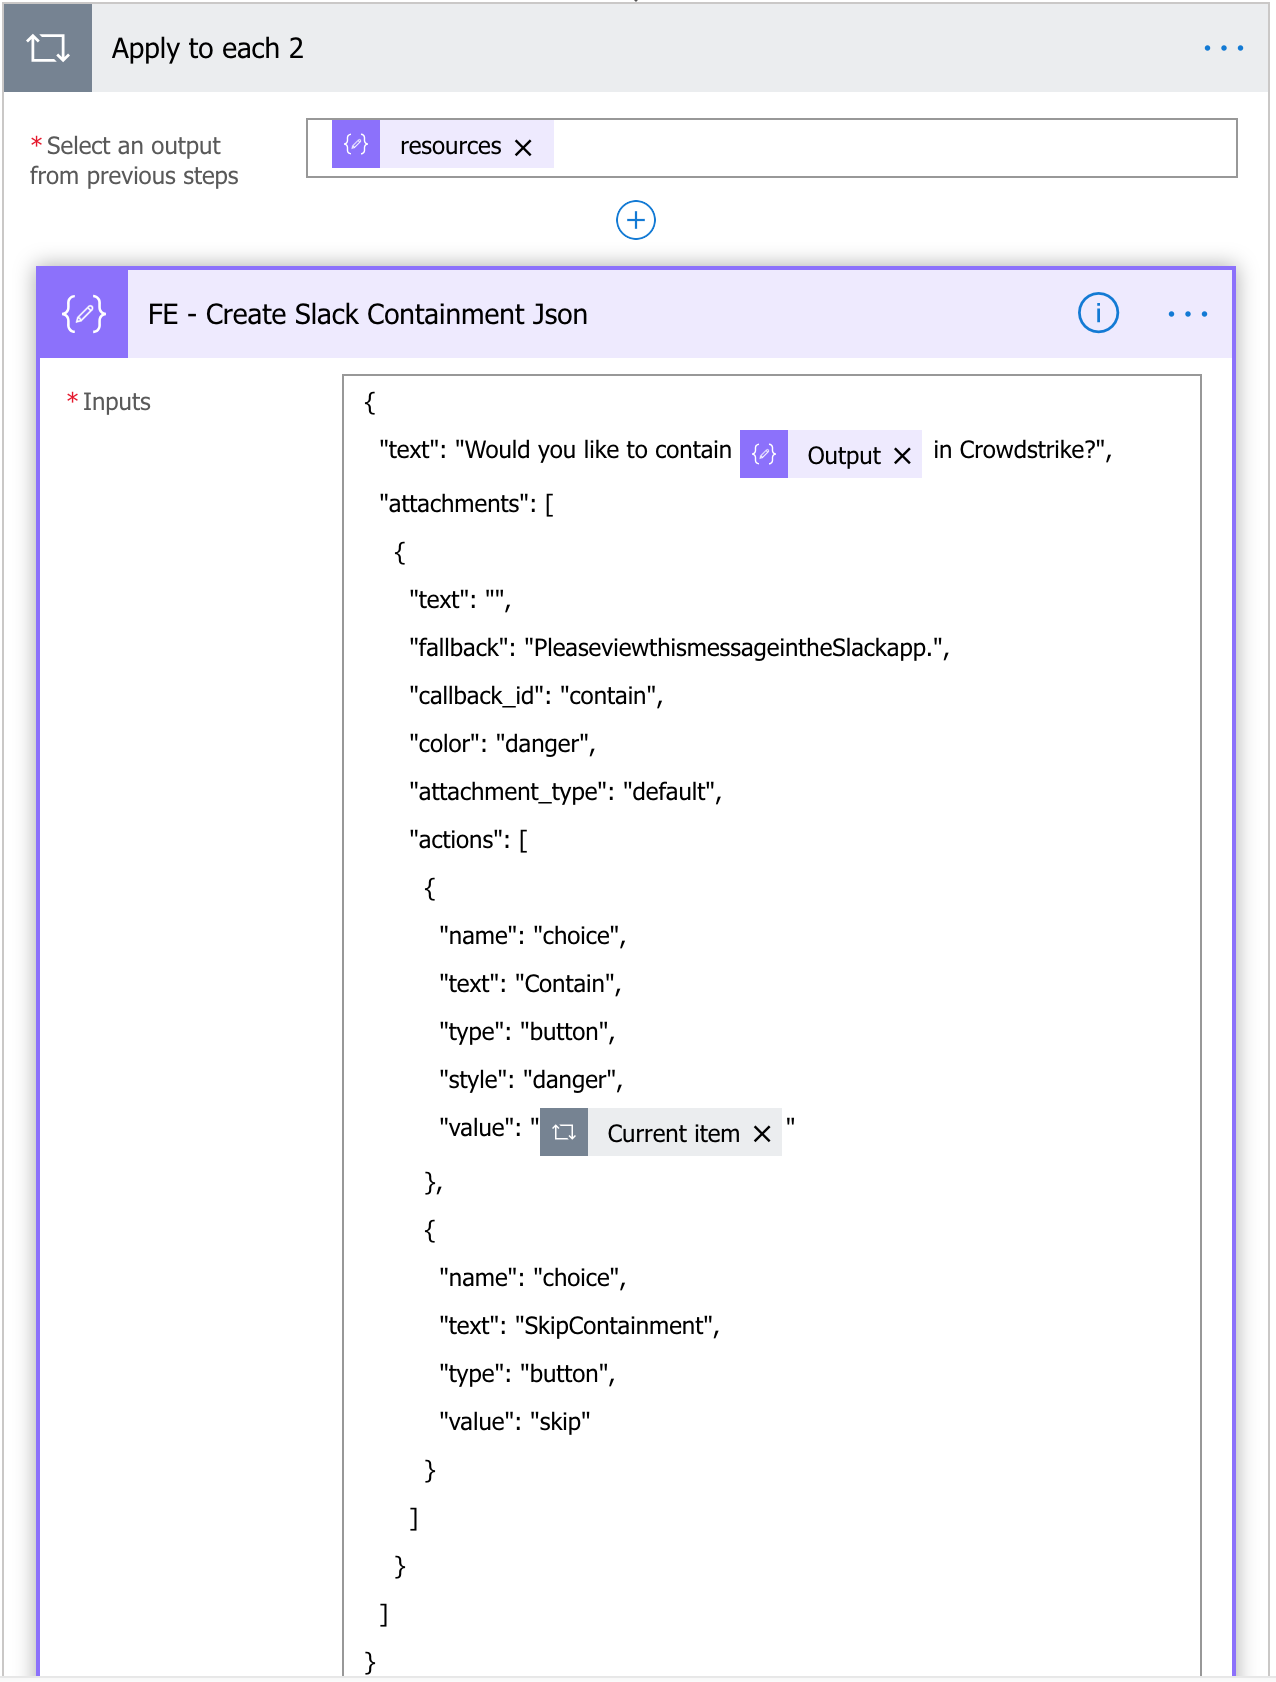 Apply to each 2
* Select an output
from previous steps
resources
FE - Create Slack Containment Json
* Inputs
{
"text": "Would you like to contain Output in Crowdstrike?",
"attachments": [
{
"text": "",
"fallback": "PleaseviewthismessageintheSlackapp.",
"callback_id": "contain",
"color": "danger",
"attachment_type": "default",
"actions": [
{
"name": "choice",
"text": "Contain",
"type": "button",
"style": "danger",
"value": "Current item"
},
{
"name": "choice",
"text": "SkipContainment",
"type": "button",
"value": "skip"
}
]
}
]
}